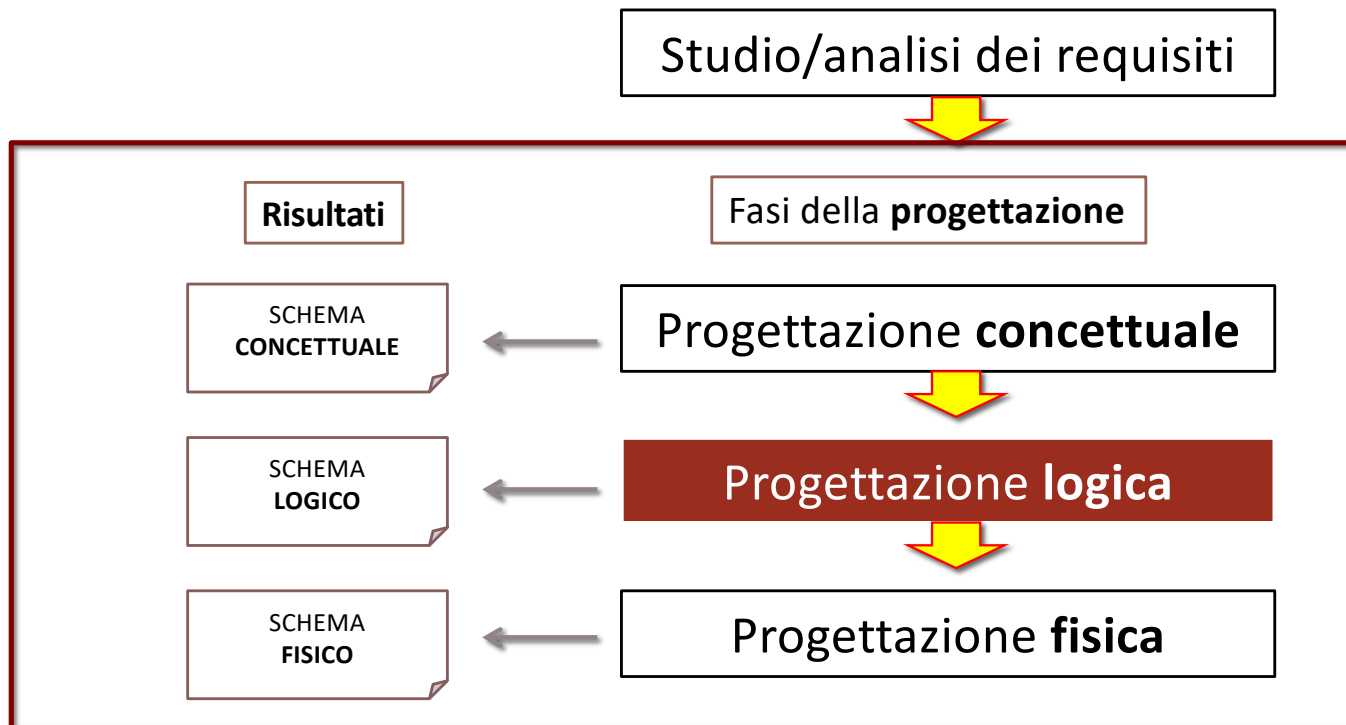 Studio/analisi dei requisiti
Risultati
Fasi della progettazione
SCHEMA
CONCETTUALE
Progettazione concettuale
SCHEMA
LOGICO
Progettazione logica
SCHEMA
FISICO
Progettazione fisica